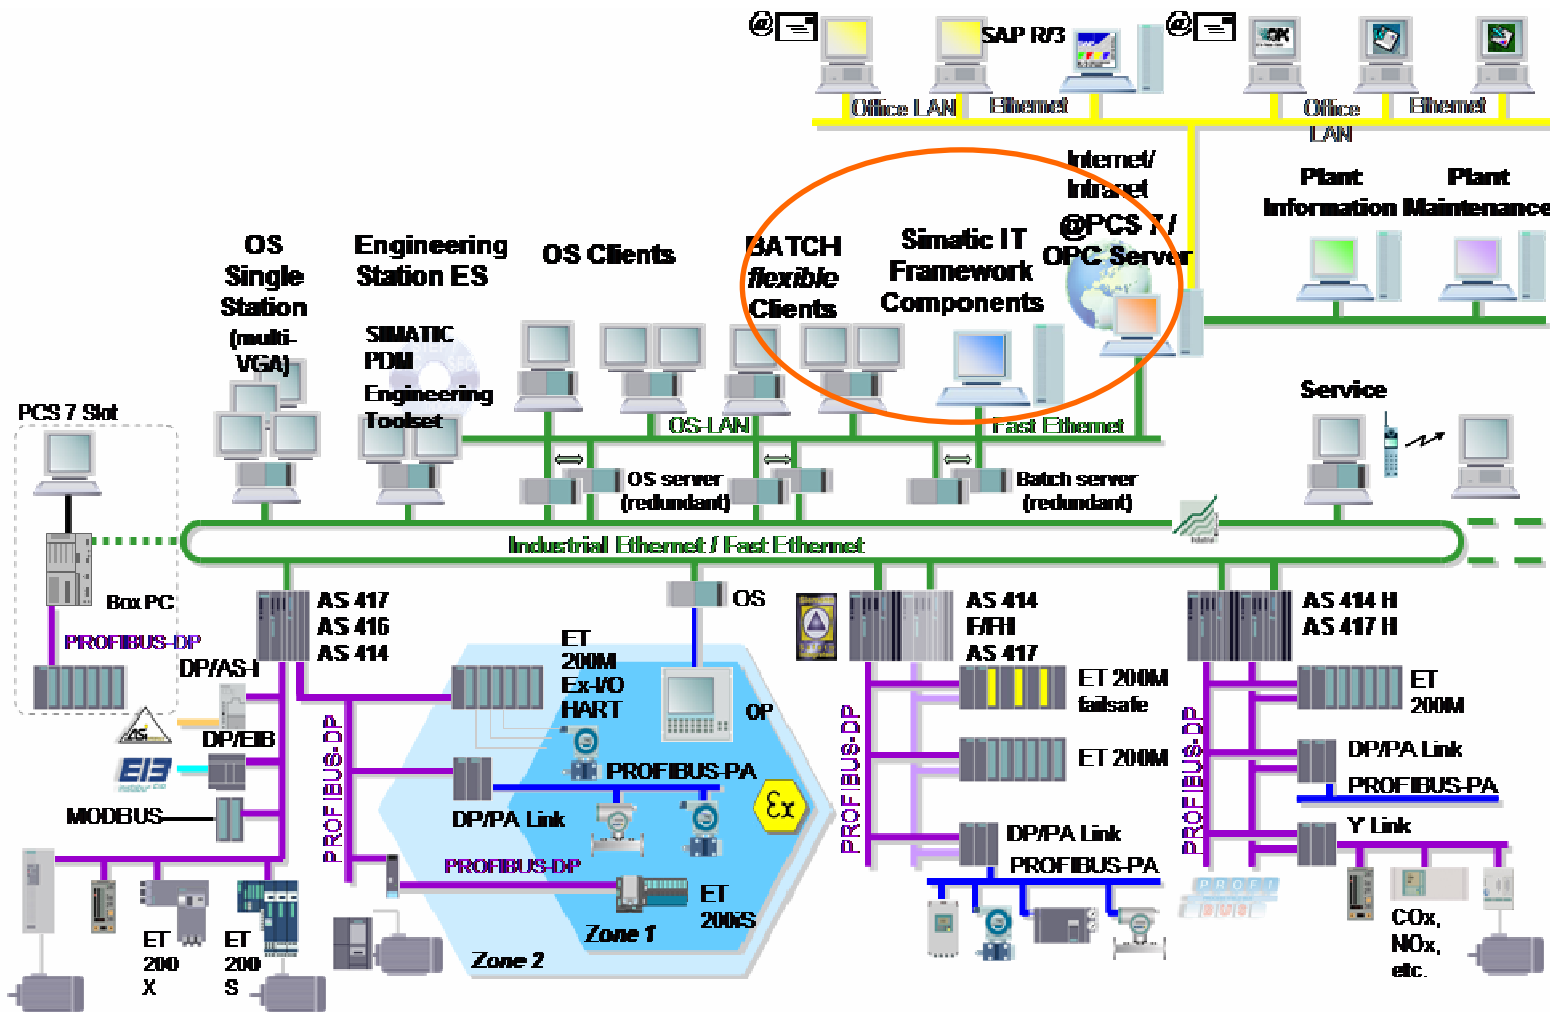 @
SAP R/3
@
OPC
Office LAN
Ethernet
Office
LAN
Ethernet
Internet/
Intranet
@PCS 7 /
OPC Server
Plant
Information
Plant
Maintenance
OS
Single
Station
(multi-
VGA)
Engineering
Station ES
SIMATIC
PDM
Engineering
Toolset
OS Clients
BATCH
flexible
Clients
Simatic IT
Framework
Components
Service
PCS 7 Slot
OS-LAN
Fast Ethernet
OS server
(redundant)
Batch server
(redundant)
Industrial Ethernet / Fast Ethernet
Box PC
PROFIBUS-DP
AS 417
AS 416
AS 414
OS
AS 414
F/FH
AS 417
AS 414 H
AS 417 H
DP/AS-I
ASi
DP/EIB
EIB
MODBUS
ET
200M
Ex-I/O
HART
OP
PROFIBUS-DP
PROFIBUS-PA
DP/PA Link
εx
PROFIBUS-DP
ET
200iS
Zone 1
Zone 2
ET
200
X
ET
200
S
PROFIBUS-DP
ET 200M
failsafe
ET 200M
DP/PA Link
PROFIBUS-PA
PROFIBUS-DP
ET
200M
DP/PA Link
PROFIBUS-PA
Y Link
PROFI
BUS
COx,
NOx,
etc.